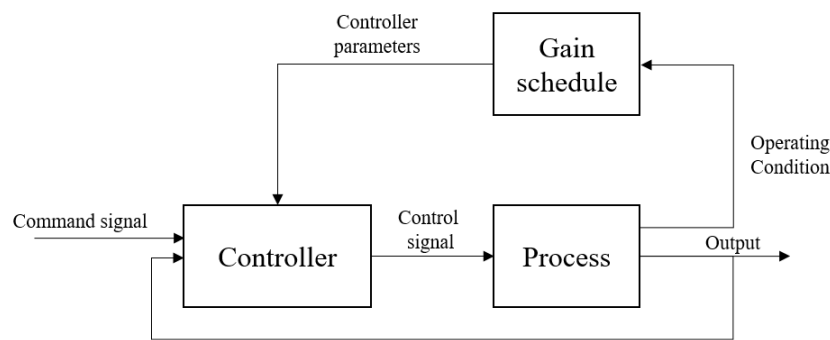 Controller
parameters
Gain
schedule
Operating
Condition
Command signal
Controller
Control
signal
Process
Output